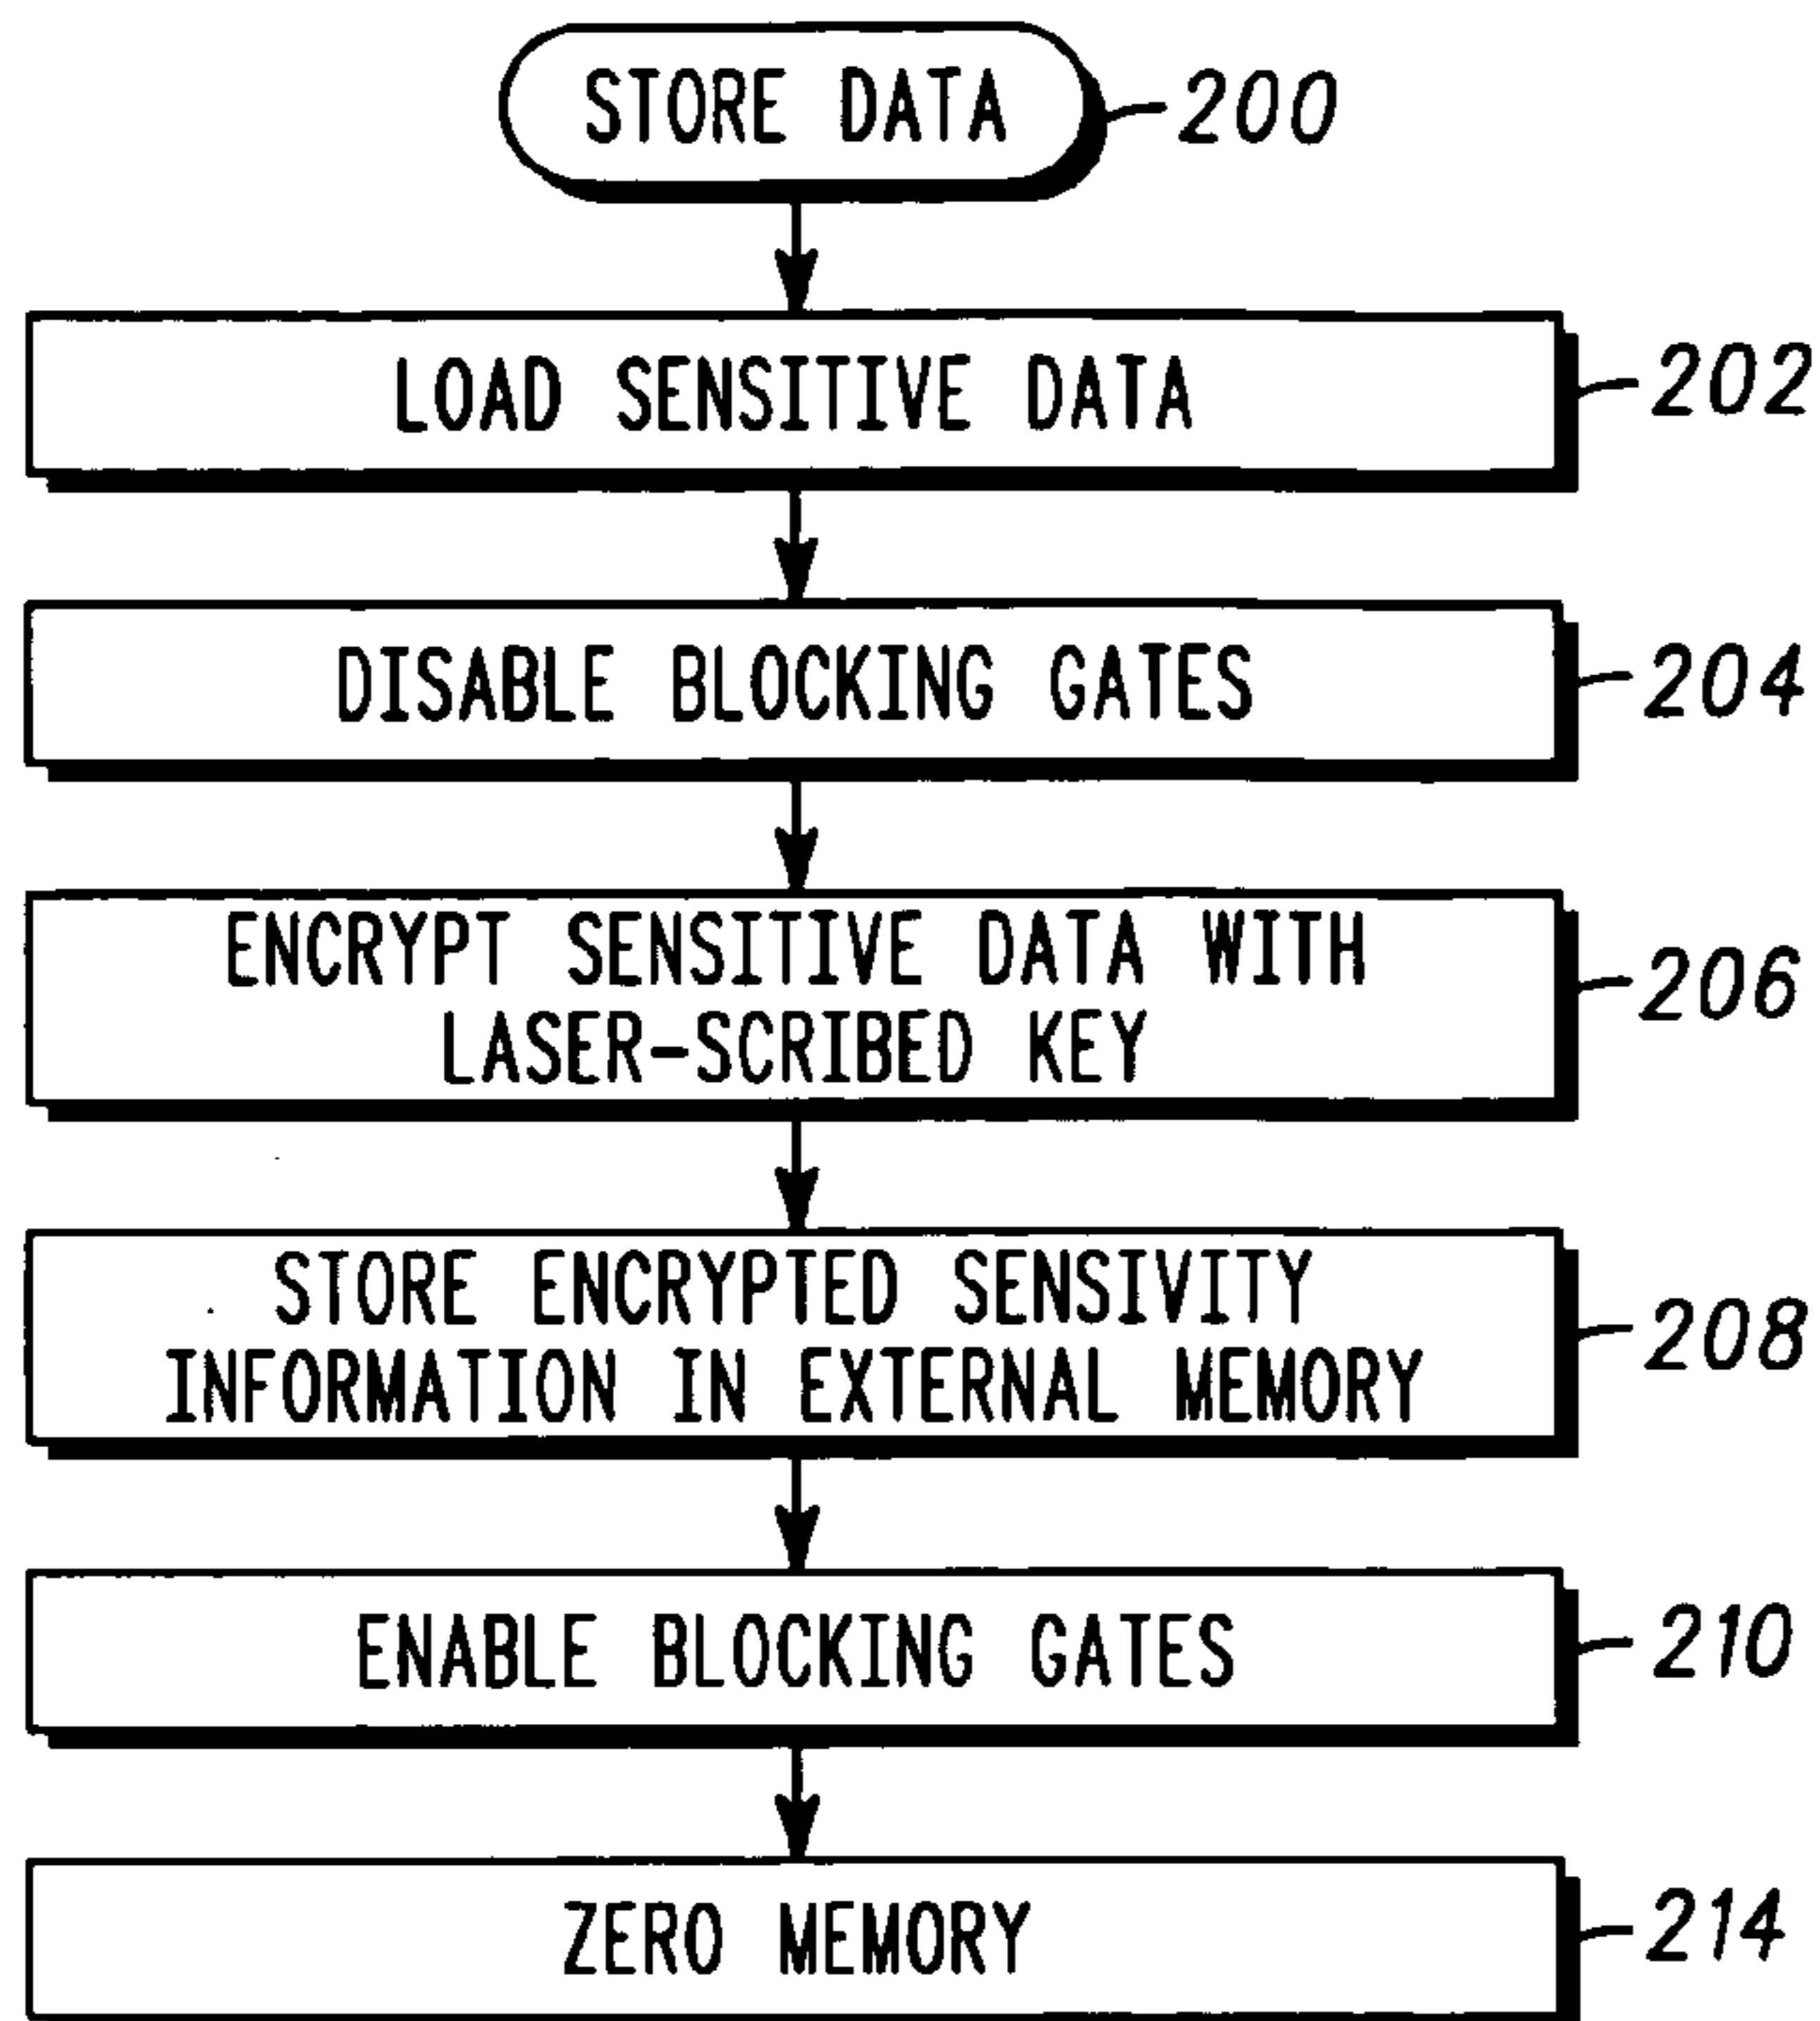 STORE DATA
200
LOAD SENSITIVE DATA
202
DISABLE BLOCKING GATES
204
ENCRYPT SENSITIVE DATA WITH
LASER-SCRIBED KEY
206
STORE ENCRYPTED SENSIVITY
INFORMATION IN EXTERNAL MEMORY
208
ENABLE BLOCKING GATES
210
ZERO MEMORY
214